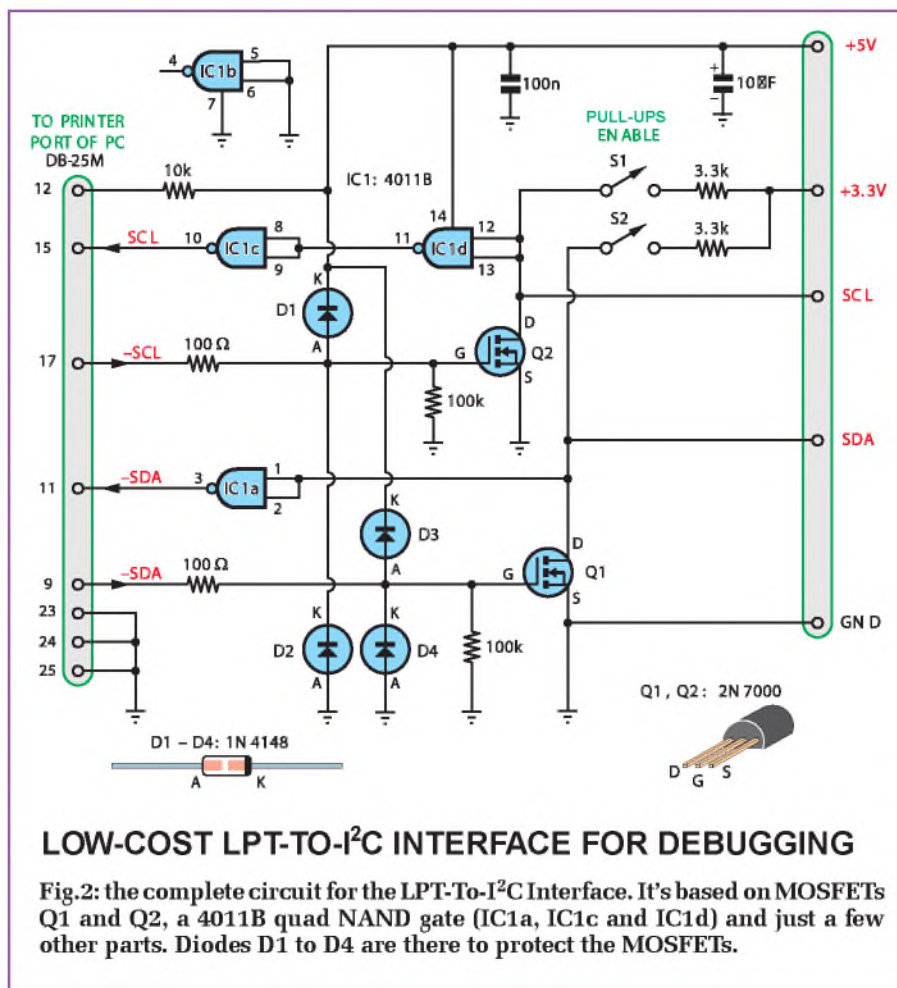 +5V
4
IC1b
5
6
7
100n
+
10 F
–
TO PRINTER
PORT OF PC
DB-25M
PULL-UPS
ENABLE
12
10k
IC1: 4011B
S1
3.3k
+3.3V
14
S2
3.3k
15
SCL
10
IC1c
8
9
11
IC1d
12
13
SCL
K
D1
A
D
G
Q2
S
17
–SCL
100Ω
100k
SDA
11
–SDA
3
IC1a
1
2
K
D3
A
D
G
Q1
S
9
–SDA
100Ω
23
24
25
K
D2
A
K
D4
A
100k
GND
Q1, Q2: 2N7000
D G S
D1 – D4: 1N4148
A K
LOW-COST LPT-TO-I²C INTERFACE FOR DEBUGGING
Fig.2: the complete circuit for the LPT-To-I²C Interface. It's based on MOSFETs
Q1 and Q2, a 4011B quad NAND gate (IC1a, IC1c and IC1d) and just a few
other parts. Diodes D1 to D4 are there to protect the MOSFETs.